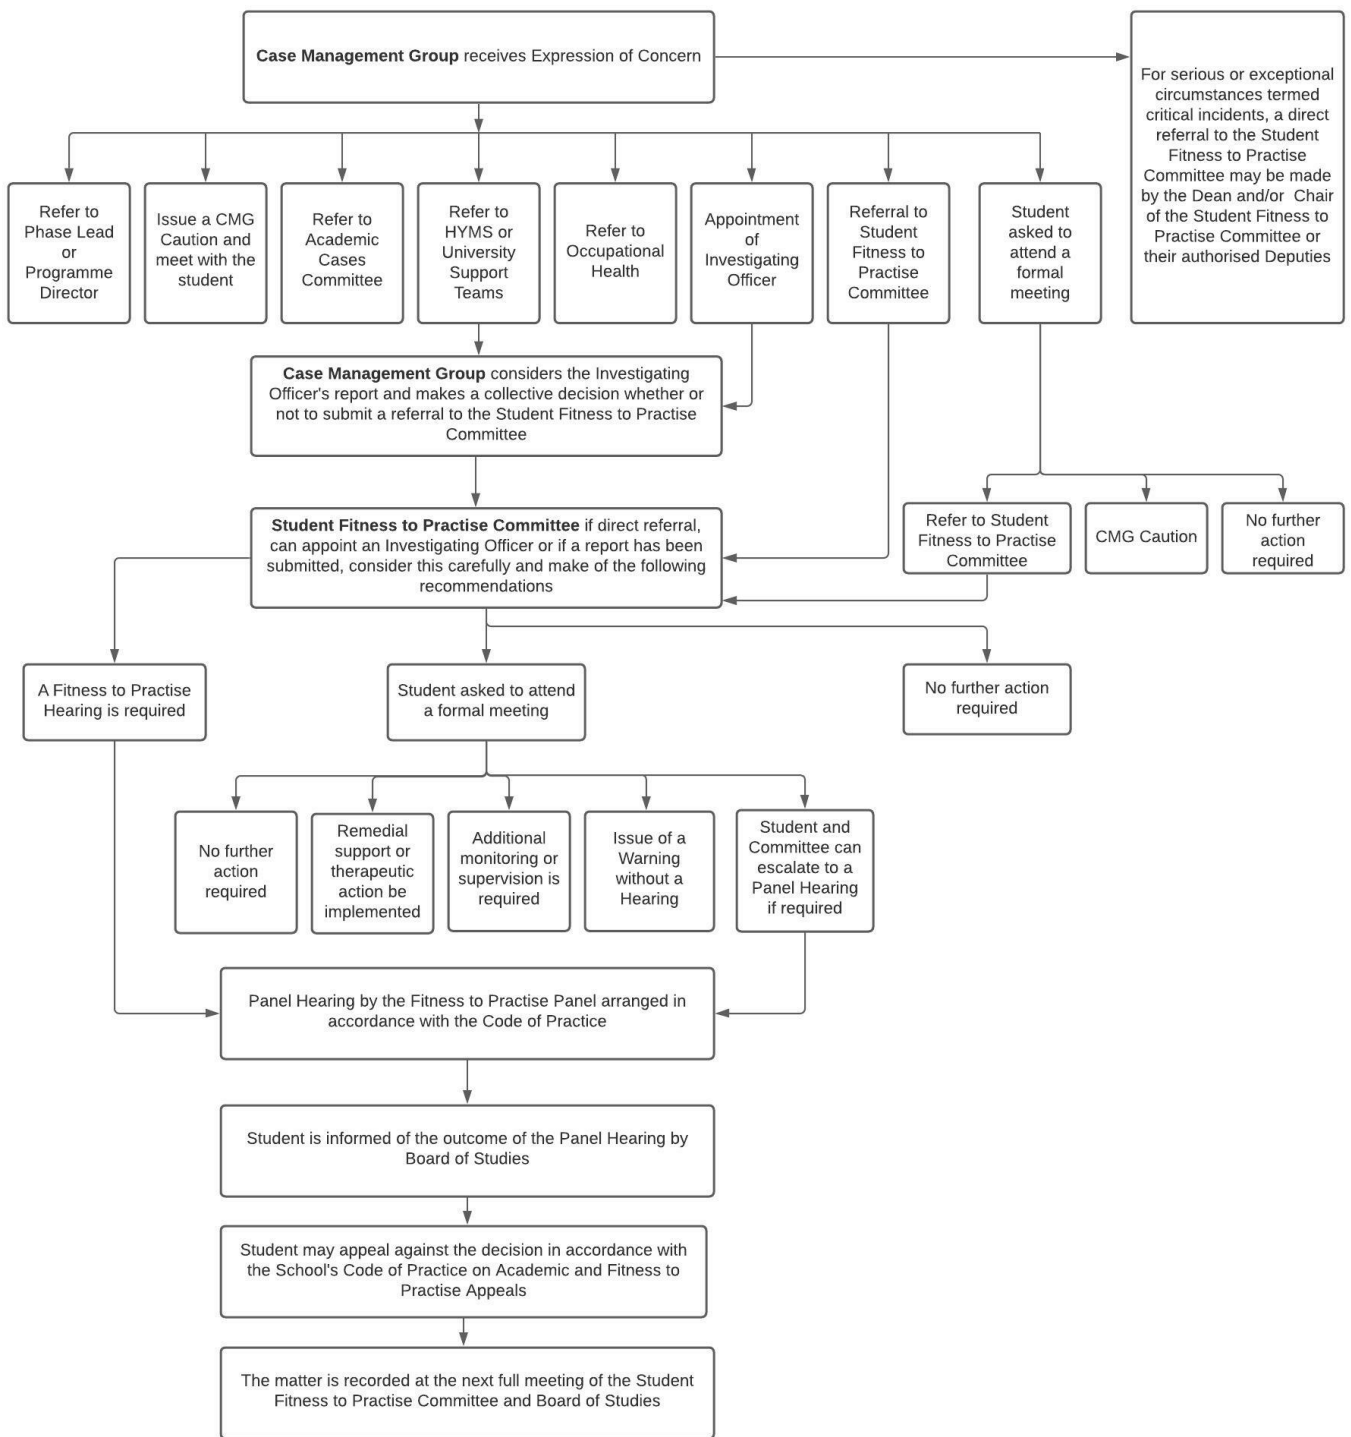 Case Management Group receives Expression of Concern
For serious or exceptional
circumstances termed
critical incidents, a direct
referral to the Student
Fitness to Practise
Committee may be made
by the Dean and/or Chair
of the Student Fitness to
Practise Committee or
their authorised Deputies
Refer to
Phase Lead
or
Programme
Director
Issue a CMG
Caution and
meet with the
student
Refer to
Academic
Cases
Committee
Refer to
HYMS or
University
Support
Teams
Refer to
Occupational
Health
Appointment
of
Investigating
Officer
Referral to
Student
Fitness to
Practise
Committee
Student
asked to
attend a
formal
meeting
Case Management Group considers the Investigating
Officer's report and makes a collective decision whether or
not to submit a referral to the Student Fitness to Practise
Committee
Student Fitness to Practise Committee if direct referral,
can appoint an Investigating Officer or if a report has been
submitted, consider this carefully and make of the following
recommendations
Refer to Student
Fitness to Practise
Committee
CMG Caution
No further
action
required
A Fitness to Practise
Hearing is required
Student asked to attend
a formal meeting
No further action
required
No further
action
required
Remedial
support or
therapeutic
action be
implemented
Additional
monitoring or
supervision is
required
Issue of a
Warning
without a
Hearing
Student and
Committee can
escalate to a
Panel Hearing
if required
Panel Hearing by the Fitness to Practise Panel arranged in
accordance with the Code of Practice
Student is informed of the outcome of the Panel Hearing by
Board of Studies
Student may appeal against the decision in accordance with
the School's Code of Practice on Academic and Fitness to
Practise Appeals
The matter is recorded at the next full meeting of the Student
Fitness to Practise Committee and Board of Studies